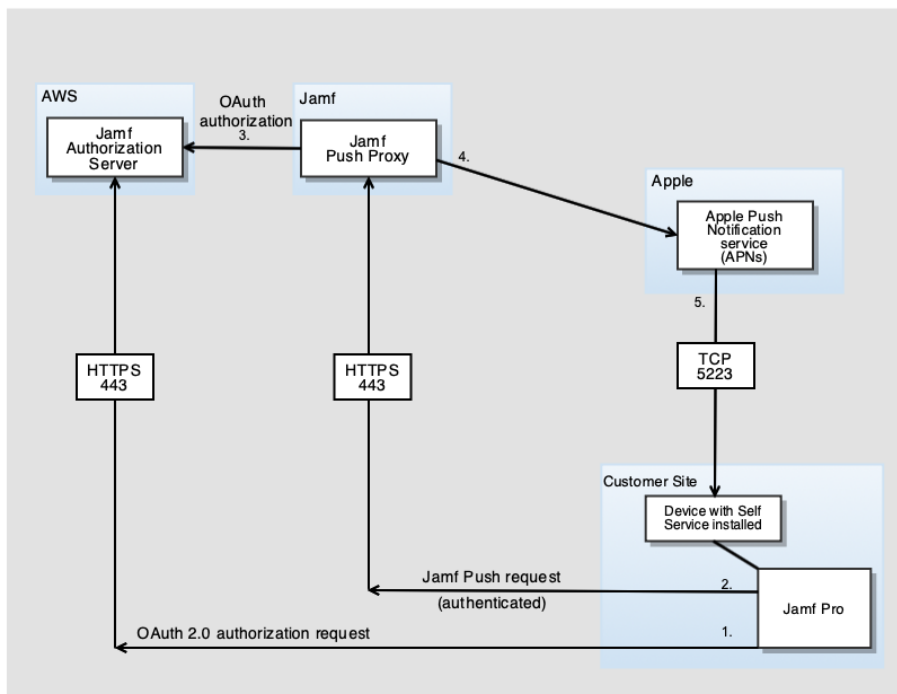 AWS
Jamf
Authorization
Server
OAuth
authorization
3.
Jamf
Jamf
Push Proxy
4.
Apple
Apple Push
Notification
service
(APNs)
5.
HTTPS
443
HTTPS
443
TCP
5223
Customer Site
Device with Self
Service installed
Jamf Push request
(authenticated)
2.
Jamf Pro
OAuth 2.0 authorization request
1.